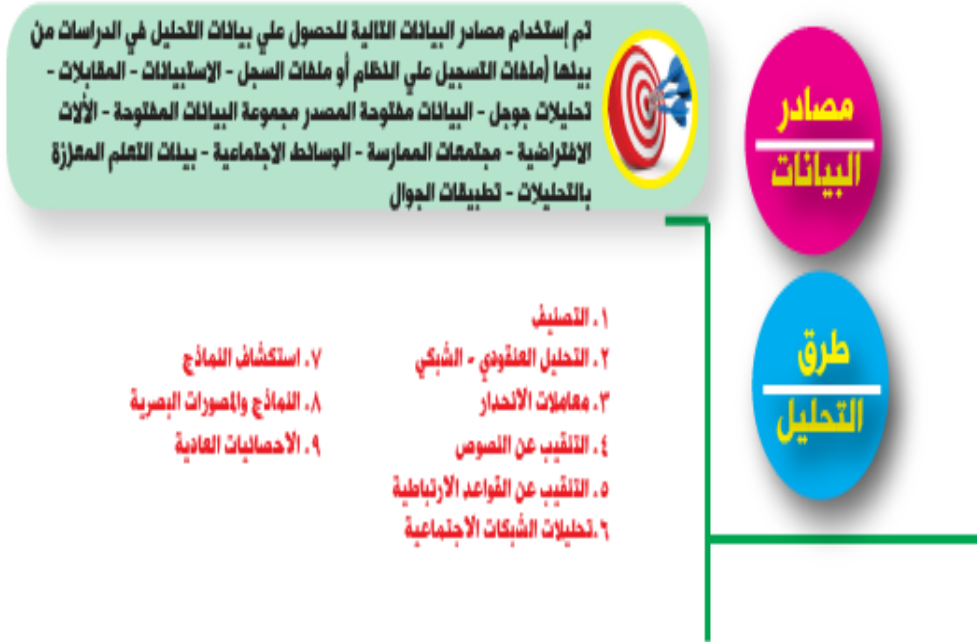 مصادر
البيانات
تم إستخدام مصادر البيانات التالية للحصول علي بيانات التحليل في الدراسات من
بينها (ملفات التسجيل علي النظام أو ملفات السجل - الاستبيانات - المقابلات -
تحليلات جوجل - البيانات مفتوحة المصدر مجموعة البيانات المفتوحة - الألات
الافتراضية - مجتمعات الممارسة - الوسائط الاجتماعية - بيئات التعلم المعززة
بالتحليلات - تطبيقات الجوال
طرق
التحليل
١. التصنيف
٢. التحليل العنقودي - الشبكي
٣. معاملات الانحدار
٤. التنقيب عن النصوص
٥. التنقيب عن القواعد الارتباطية
٦.تحليلات الشبكات الاجتماعية
٧. استكشاف النماذج
٨. النماذج والمصورات البصرية
٩. الاحصائيات العادية